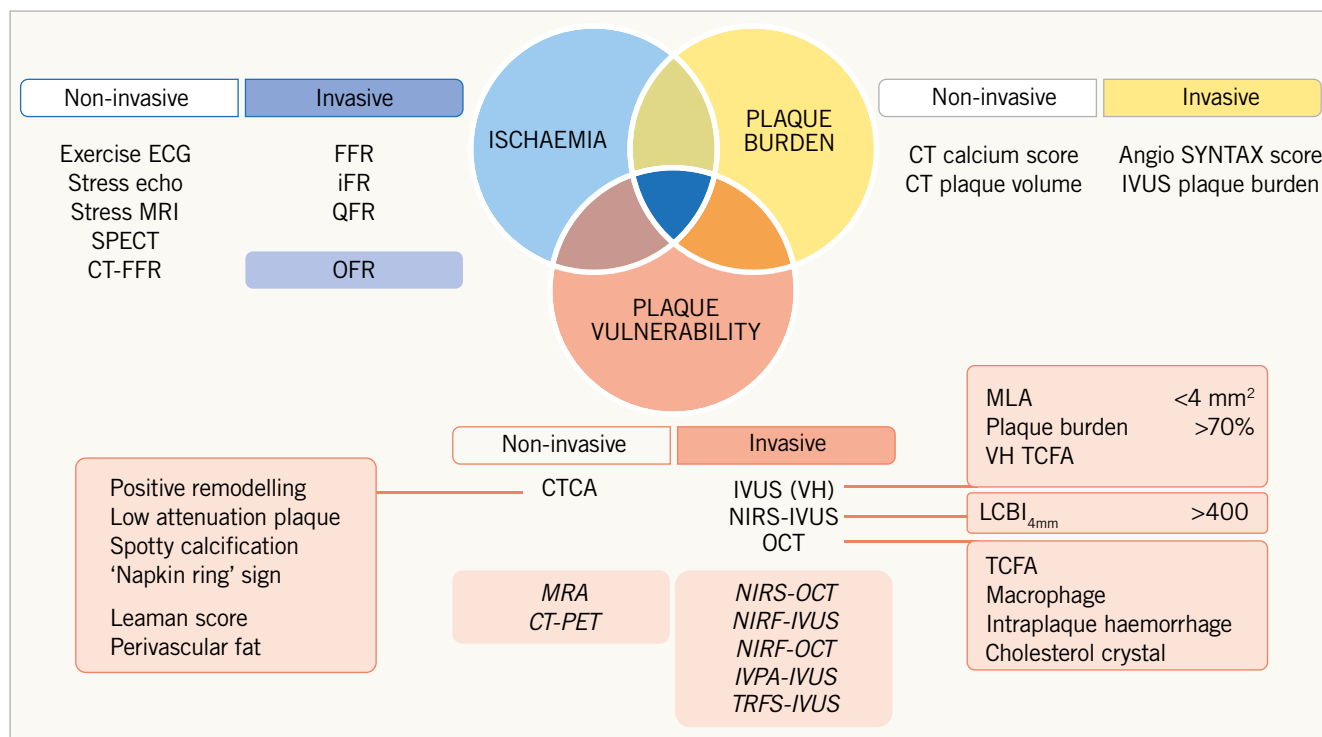 Non-invasive
Invasive
Exercise ECG
Stress echo
Stress MRI
SPECT
CT-FFR
FFR
iFR
QFR
OFR
ISCHAEMIA
PLAQUE
BURDEN
PLAQUE
VULNERABILITY
Non-invasive
Invasive
CT calcium score
CT plaque volume
Angio SYNTAX score
IVUS plaque burden
Non-invasive
Invasive
CTCA
IVUS (VH)
NIRS-IVUS
OCT
MRA
CT-PET
NIRS-OCT
NIRF-IVUS
NIRF-OCT
IVPA-IVUS
TRFS-IVUS
Positive remodelling
Low attenuation plaque
Spotty calcification
‘Napkin ring’ sign
Leaman score
Perivascular fat
MLA <4 mm²
Plaque burden >70%
VH TCFA
LCBI4mm >400
TCFA
Macrophage
Intraplaque haemorrhage
Cholesterol crystal